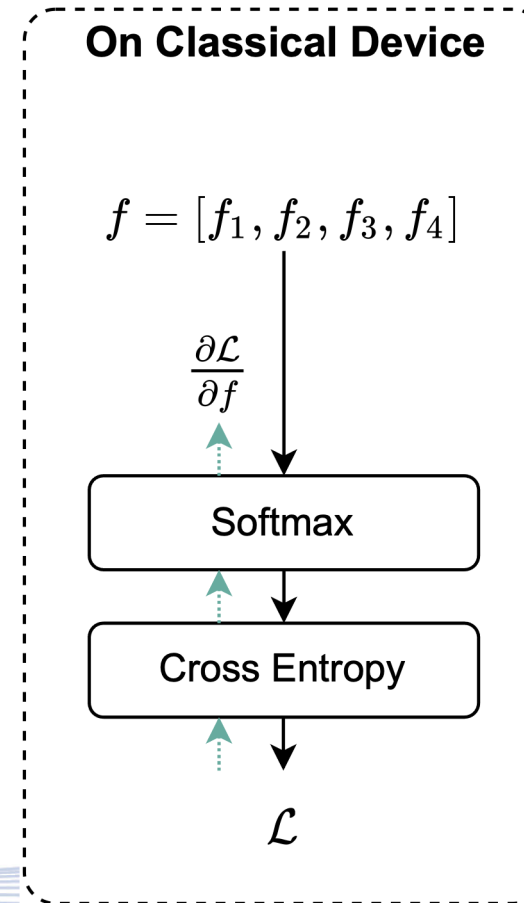 On Classical Device
f = [f₁, f₂, f₃, f₄]
∂ℒ
∂f
Softmax
Cross Entropy
ℒ